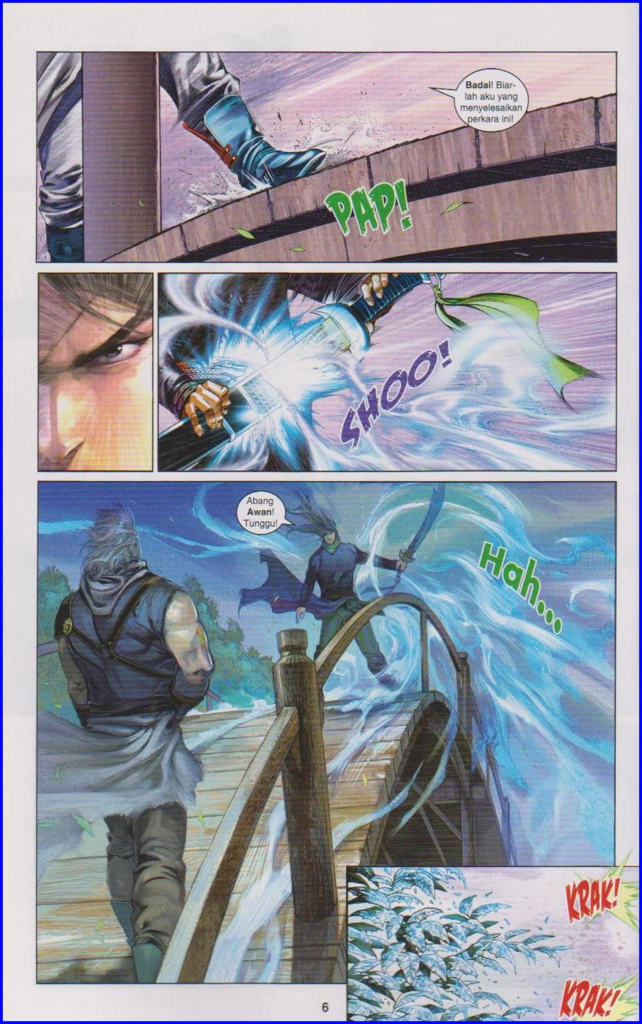 Badai! Biar-
lah aku yang
menyelesaikan
perkara ini!
PAP!
SHOO!
Abang
Awan!
Tunggu!
Hah...
KRAK!
KRAK!
6